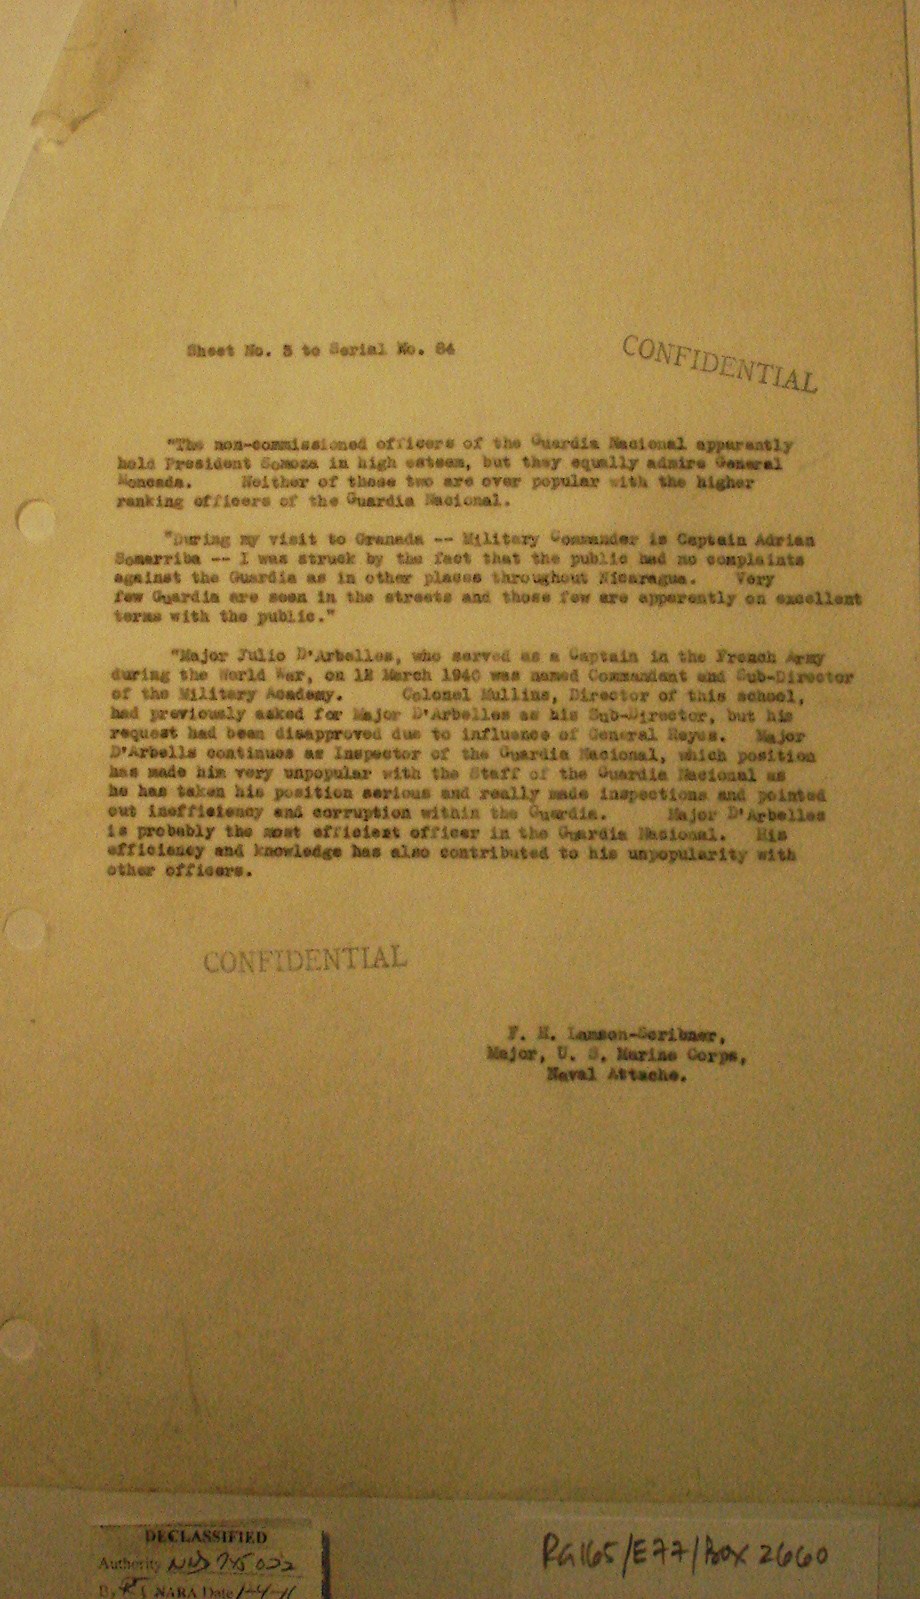 Sheet No. 3 to Serial No. 64
CONFIDENTIAL
"The non-commissioned officers of the Guardia Nacional apparently
hold President Somoza in high esteem, but they equally admire General
Moncada. Neither of these two are over popular with the higher
ranking officers of the Guardia Nacional.
"During my visit to Granada -- Military Commander is Captain Adrian
Somarriba -- I was struck by the fact that the public had no complaints
against the Guardia as in other places throughout Nicaragua. Very
few Guardia are seen in the streets and those few are apparently on excellent
terms with the public."
"Major Julio D'Arbelles, who served as a Captain in the French Army
during the World War, on 12 March 1940 was named Commandant and Sub-Director
of the Military Academy. Colonel Mullins, Director of this school,
had previously asked for Major D'Arbelles as his Sub-Director, but his
request had been disapproved due to influence of General Reyes. Major
D'Arbells continues as Inspector of the Guardia Nacional, which position
has made him very unpopular with the Staff of the Guardia Nacional as
he has taken his position serious and really made inspections and pointed
out inefficiency and corruption within the Guardia. Major D'Arbelles
is probably the most efficient officer in the Guardia Nacional. His
efficiency and knowledge has also contributed to his unpopularity with
other officers.
CONFIDENTIAL
F. H. Lamson-Scribner,
Major, U. S. Marine Corps,
Naval Attache.
DECLASSIFIED
Authority NND 745022
By NARA Date 1-4-11
RG165/E77/Box 2660